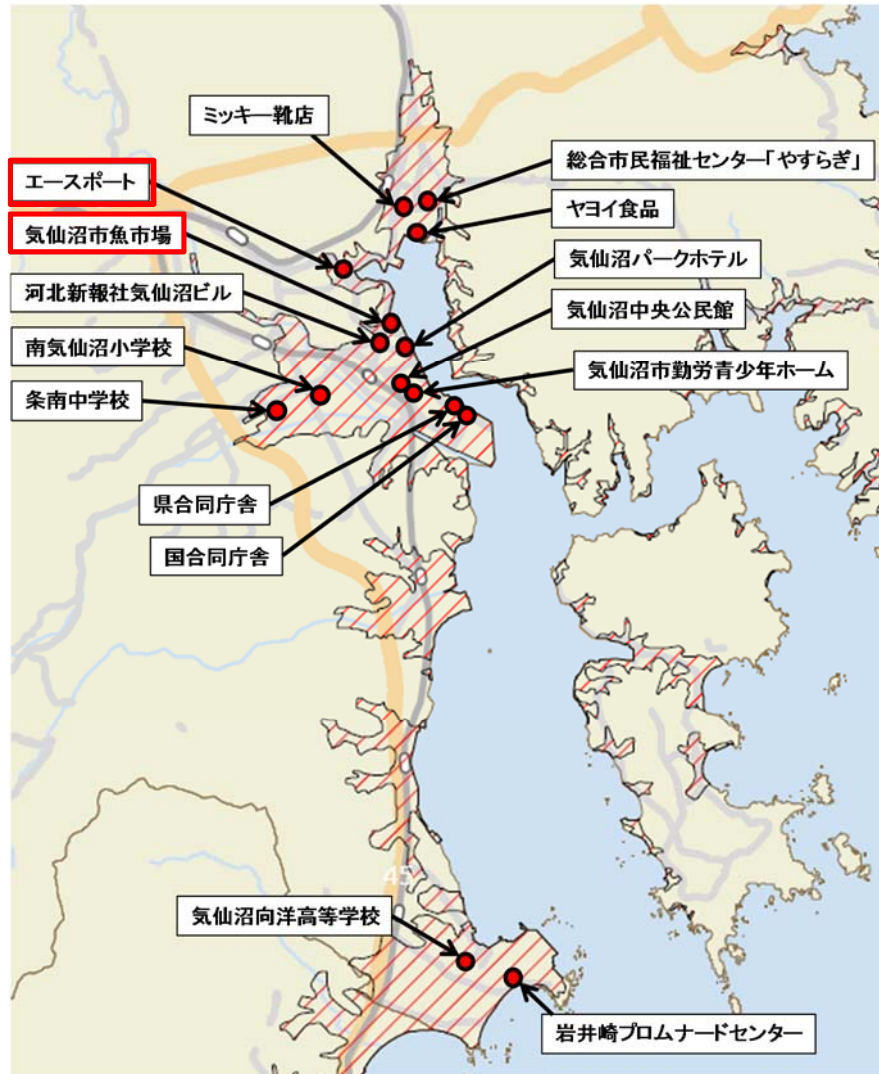 ミッキー靴店
総合市民福祉センター「やすらぎ」
エースポート
ヤヨイ食品
気仙沼市魚市場
気仙沼パークホテル
河北新報社気仙沼ビル
気仙沼中央公民館
南気仙沼小学校
気仙沼市勤労青少年ホーム
条南中学校
県合同庁舎
国合同庁舎
45
気仙沼向洋高等学校
岩井崎プロムナードセンター